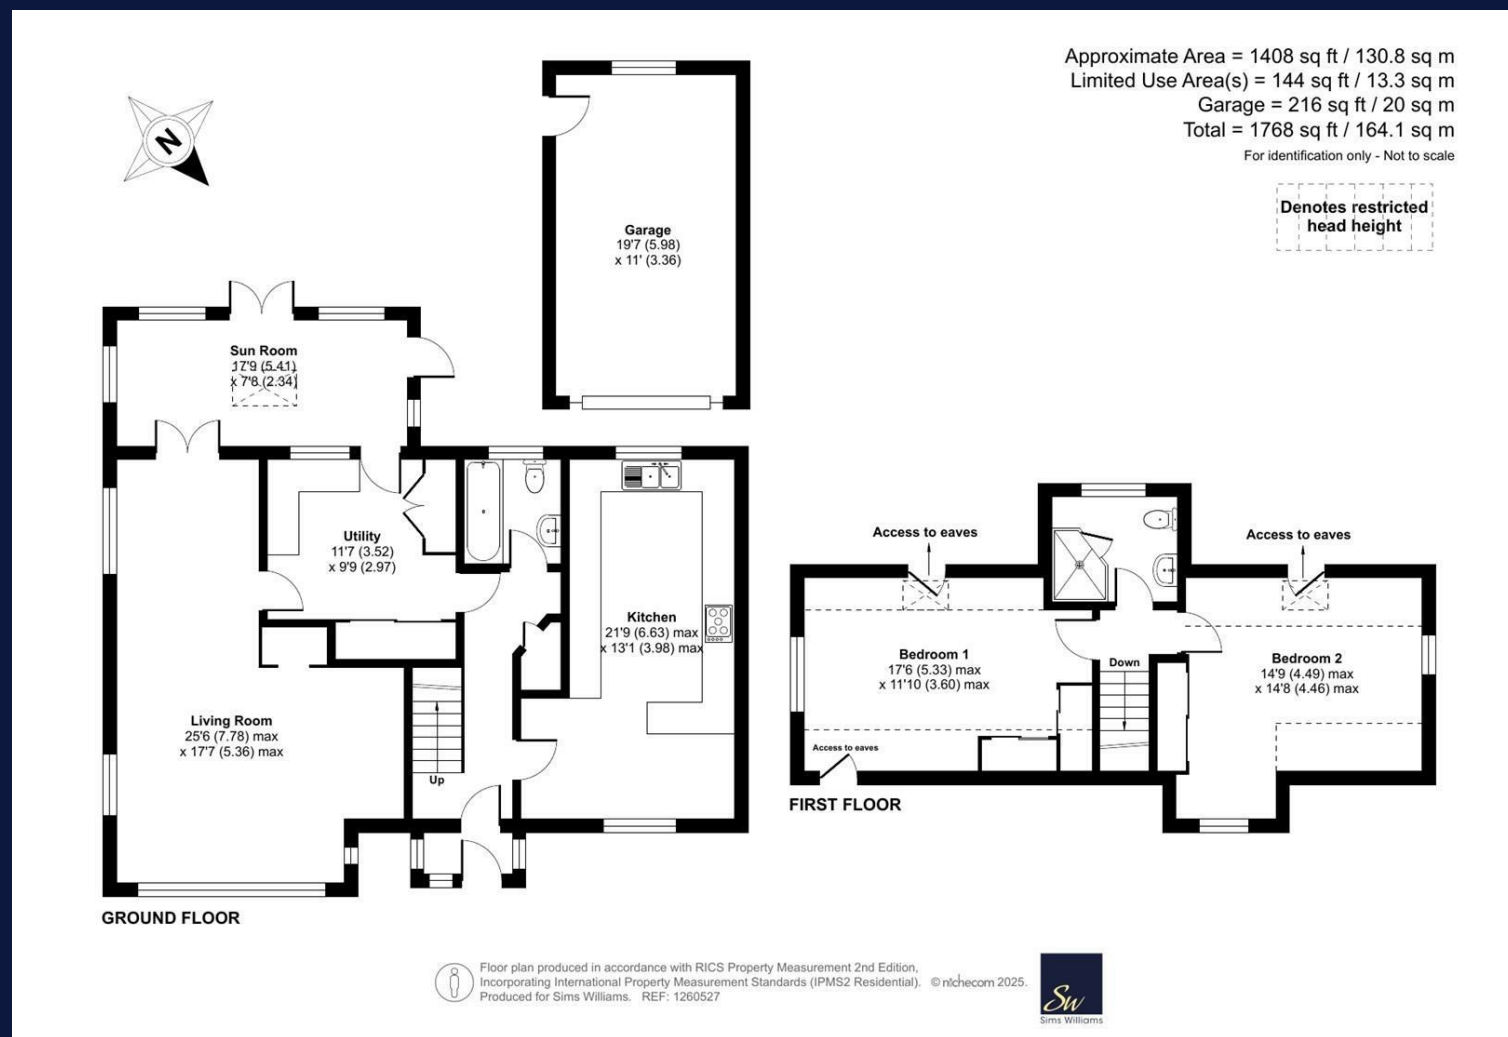 Approximate Area = 1408 sq ft / 130.8 sq m
Limited Use Area(s) = 144 sq ft / 13.3 sq m
Garage = 216 sq ft / 20 sq m
Total = 1768 sq ft / 164.1 sq m
For identification only - Not to scale
Denotes restricted
head height
N
Garage
19'7 (5.98)
x 11' (3.36)
Sun Room
17'9 (5.41)
x 7'8 (2.34)
Utility
11'7 (3.52)
x 9'9 (2.97)
Kitchen
21'9 (6.63) max
x 13'1 (3.98) max
Living Room
25'6 (7.78) max
x 17'7 (5.36) max
Up
GROUND FLOOR
Access to eaves
Access to eaves
Bedroom 1
17'6 (5.33) max
x 11'10 (3.60) max
Down
Bedroom 2
14'9 (4.49) max
x 14'8 (4.46) max
Access to eaves
FIRST FLOOR
Floor plan produced in accordance with RICS Property Measurement 2nd Edition,
Incorporating International Property Measurement Standards (IPMS2 Residential). © nichecom 2025.
Produced for Sims Williams. REF: 1260527
Sw
Sims Williams